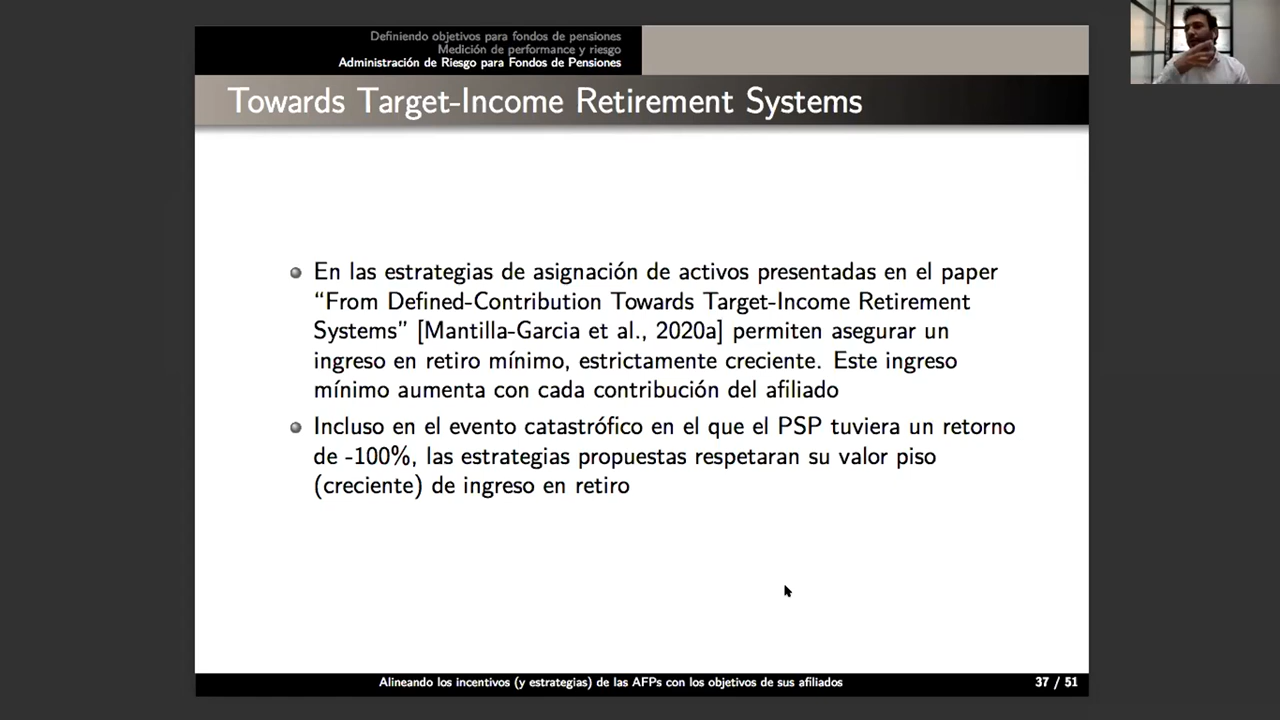 Definiendo objetivos para fondos de pensiones
Medición de performance y riesgo
Administración de Riesgo para Fondos de Pensiones
Towards Target-Income Retirement Systems
En las estrategias de asignación de activos presentadas en el paper
“From Defined-Contribution Towards Target-Income Retirement
Systems” [Mantilla-Garcia et al., 2020a] permiten asegurar un
ingreso en retiro mínimo, estrictamente creciente. Este ingreso
mínimo aumenta con cada contribución del afiliado
Incluso en el evento catastrófico en el que el PSP tuviera un retorno
de -100%, las estrategias propuestas respetaran su valor piso
(creciente) de ingreso en retiro
Alineando los incentivos (y estrategias) de las AFPs con los objetivos de sus afiliados
37 / 51